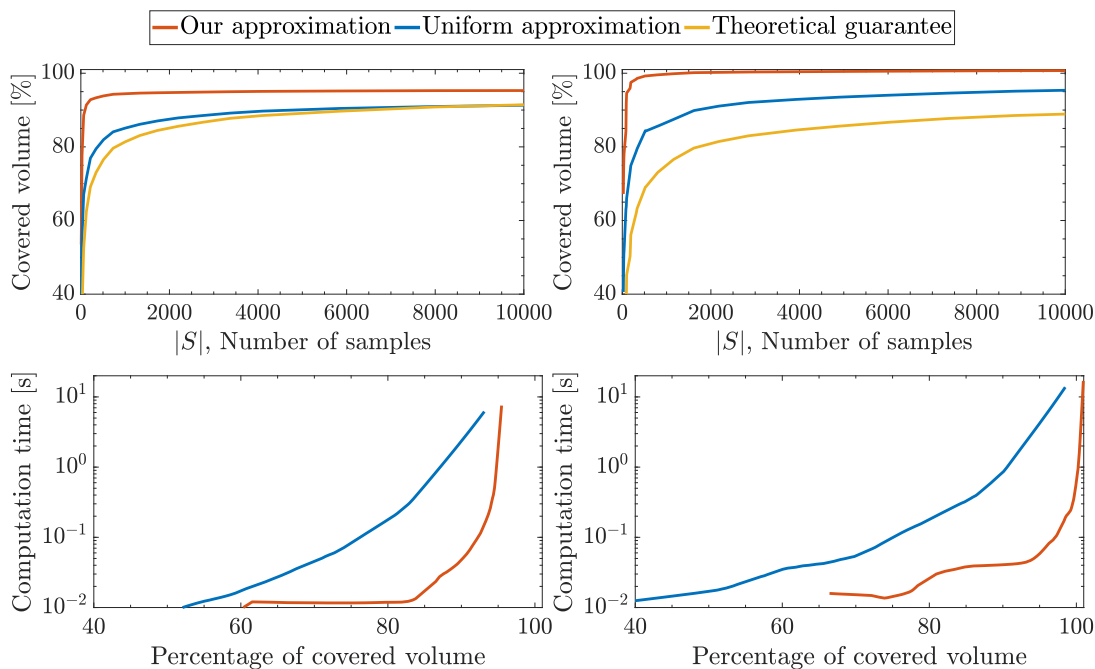 Our approximation Uniform approximation Theoretical guarantee
Covered volume [%]
100
80
60
40
0 2000 4000 6000 8000 10000
|S|, Number of samples
Covered volume [%]
100
80
60
40
0 2000 4000 6000 8000 10000
|S|, Number of samples
Computation time [s]
10^1
10^0
10^-1
10^-2
40 60 80 100
Percentage of covered volume
Computation time [s]
10^1
10^0
10^-1
10^-2
40 60 80 100
Percentage of covered volume